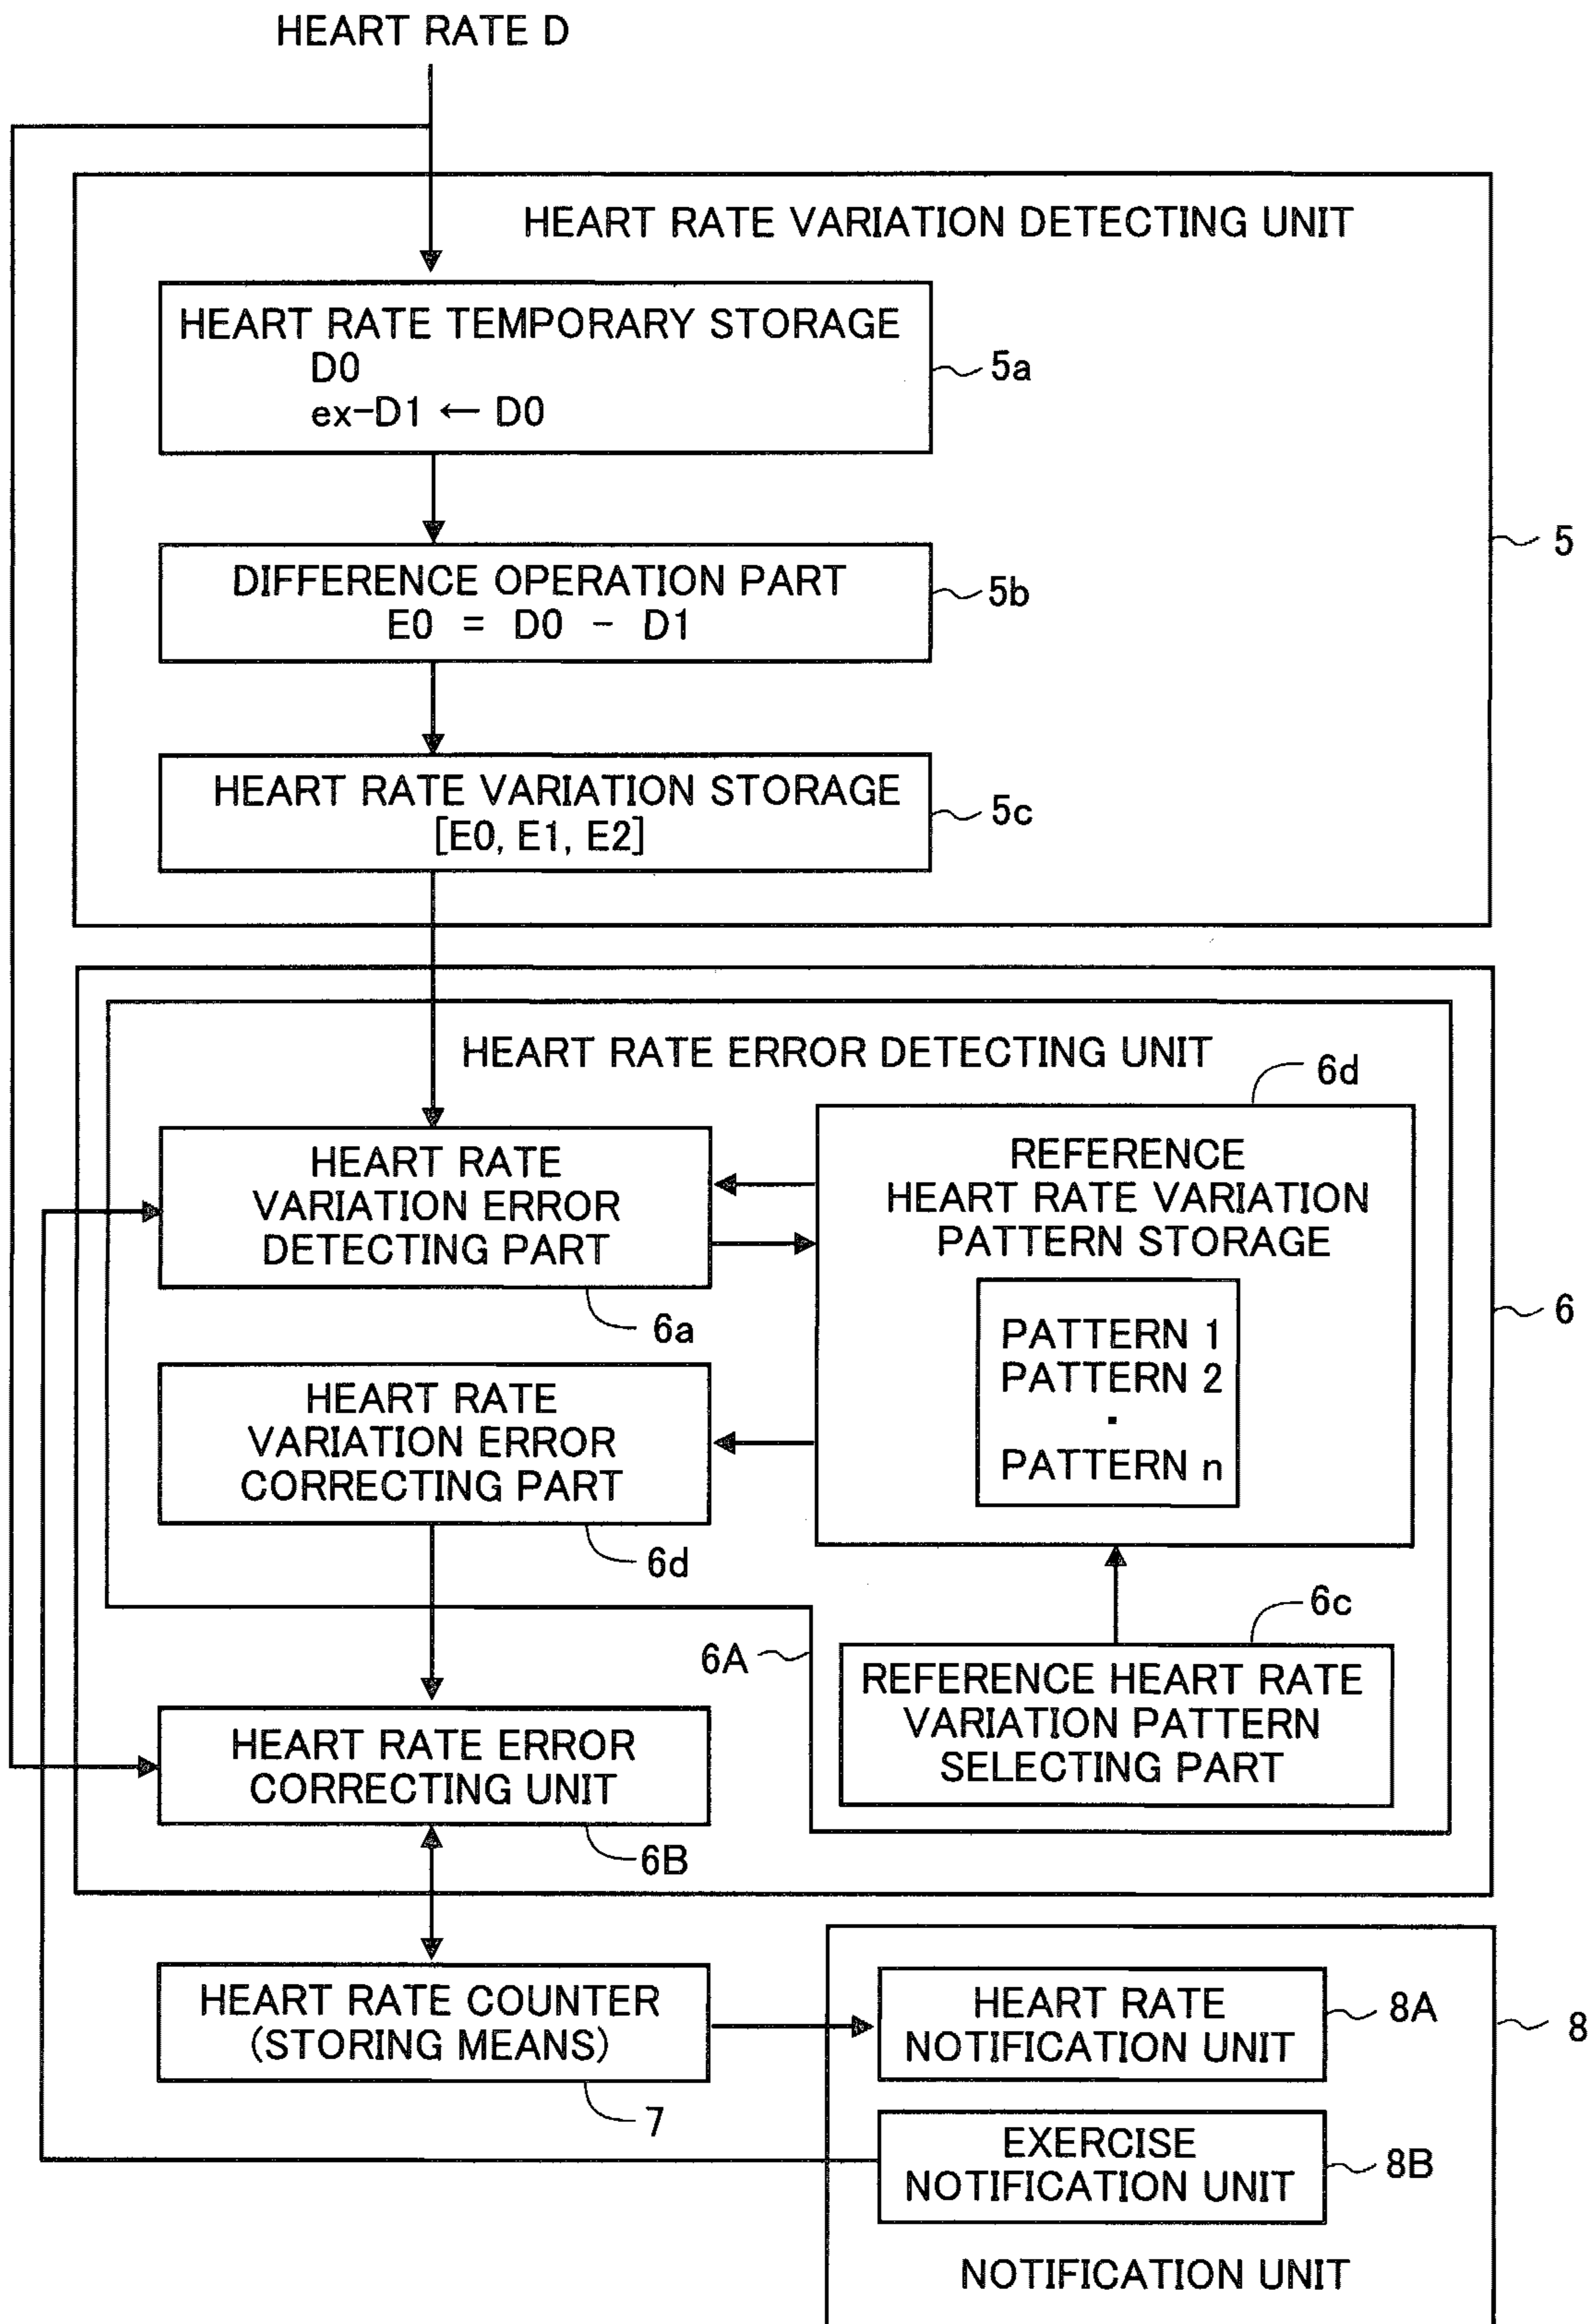 HEART RATE D
HEART RATE VARIATION DETECTING UNIT
HEART RATE TEMPORARY STORAGE
D0
ex-D1 ← D0
5a
5
DIFFERENCE OPERATION PART
E0 = D0 - D1
5b
HEART RATE VARIATION STORAGE
[E0, E1, E2]
5c
HEART RATE ERROR DETECTING UNIT
6d
HEART RATE
VARIATION ERROR
DETECTING PART
6a
REFERENCE
HEART RATE VARIATION
PATTERN STORAGE
PATTERN 1
PATTERN 2
.
PATTERN n
6
HEART RATE
VARIATION ERROR
CORRECTING PART
6d
6c
6A
REFERENCE HEART RATE
VARIATION PATTERN
SELECTING PART
HEART RATE ERROR
CORRECTING UNIT
6B
HEART RATE COUNTER
(STORING MEANS)
7
HEART RATE
NOTIFICATION UNIT
8A
8
EXERCISE
NOTIFICATION UNIT
8B
NOTIFICATION UNIT